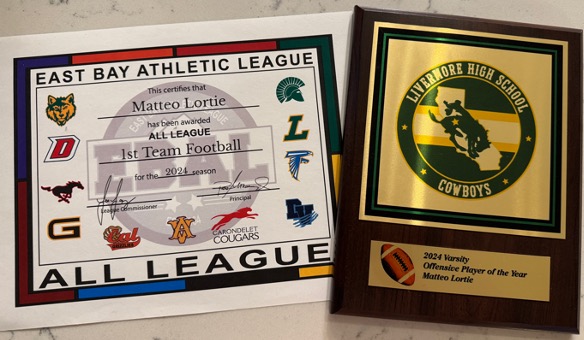 EAST BAY ATHLETIC LEAGUE
This certifies that
Matteo Lortie
has been awarded
ALL LEAGUE
1st Team Football
for the 2024 season
League Commissioner
Principal
EBAL
D
L
G
Cal
A
CARONDELET
COUGARS
ALL LEAGUE
LIVERMORE HIGH SCHOOL
COWBOYS
2024 Varsity
Offensive Player of the Year
Matteo Lortie